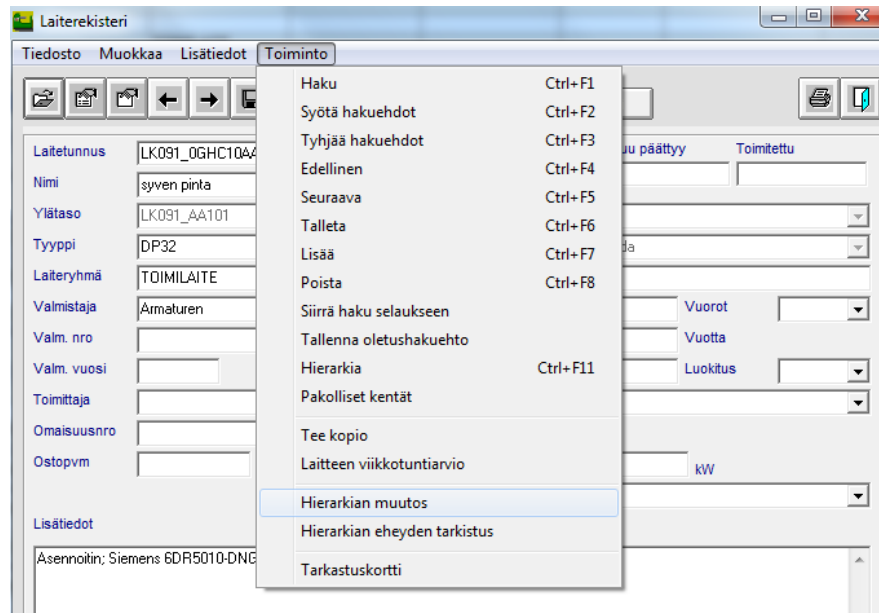 Laiterekisteri
Tiedosto Muokkaa Lisätiedot Toiminto
Haku Ctrl+F1
Syötä hakuehdot Ctrl+F2
Tyhjää hakuehdot Ctrl+F3
Edellinen Ctrl+F4
Seuraava Ctrl+F5
Talleta Ctrl+F6
Lisää Ctrl+F7
Poista Ctrl+F8
Siirrä haku selaukseen
Tallenna oletushakuehto
Hierarkia Ctrl+F11
Pakolliset kentät
Tee kopio
Laitteen viikkotuntiarvio
Hierarkian muutos
Hierarkian eheyden tarkistus
Tarkastuskortti
Laitetunnus LK091_0GHC10AA
Nimi syven pinta
Ylätaso LK091_AA101
Tyyppi DP32
Laiteryhmä TOIMILAITE
Valmistaja Armaturen
Valm. nro
Valm. vuosi
Toimittaja
Omaisuusnro
Ostopvm
Lisätiedot
Asennoitin; Siemens 6DR5010-DNG
päättyy Toimitettu
Vuorot
Vuotta
Luokitus
kW